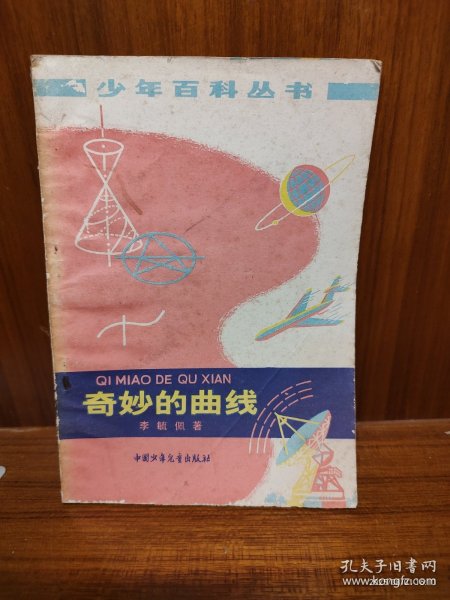 少年百科丛书
QI MIAO DE QU XIAN
奇妙的曲线
李毓佩著
中国少年儿童出版社
孔夫子旧书网